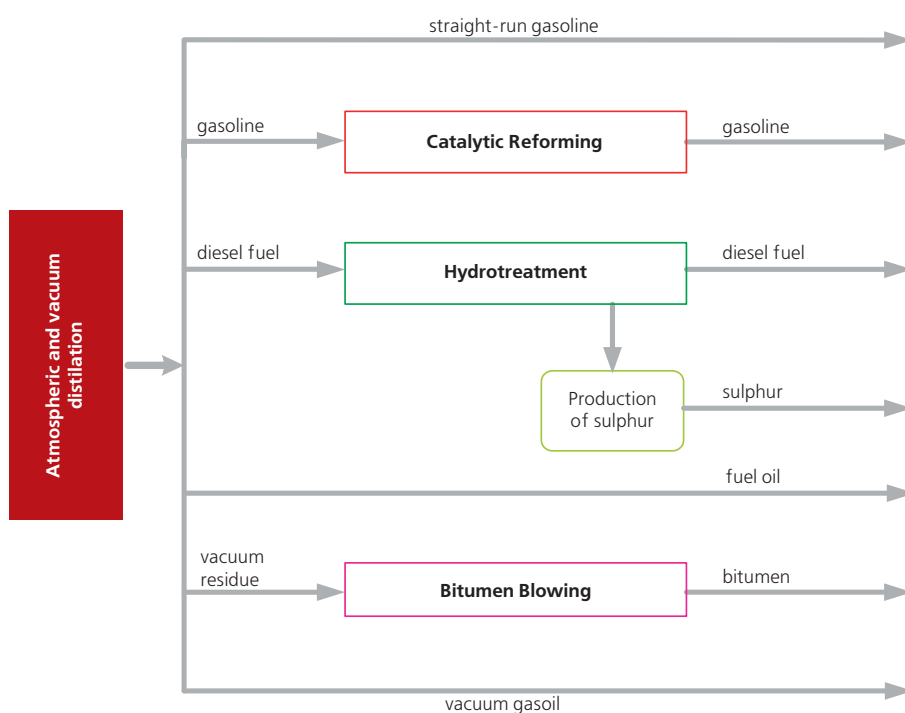 straight-run gasoline
gasoline
Catalytic Reforming
gasoline
diesel fuel
Hydrotreatment
diesel fuel
Atmospheric and vacuum
distilation
Production
of sulphur
sulphur
fuel oil
vacuum
residue
Bitumen Blowing
bitumen
vacuum gasoil